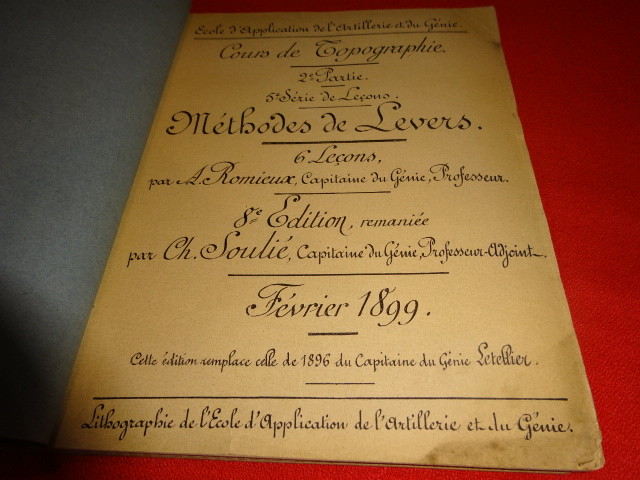 Ecole d'Application de l'Artillerie et du Génie.
Cours de Topographie.
2e Partie.
5e Série de Leçons.
Méthodes de Levers.
6 Leçons,
par A. Romieux, Capitaine du Génie, Professeur.
8e Edition, remaniée
par Ch. Soulié, Capitaine du Génie, Professeur-Adjoint.
Février 1899.
Cette édition remplace celle de 1896 du Capitaine du Génie Letellier.
Lithographie de l'Ecole d'Application de l'Artillerie et du Génie.